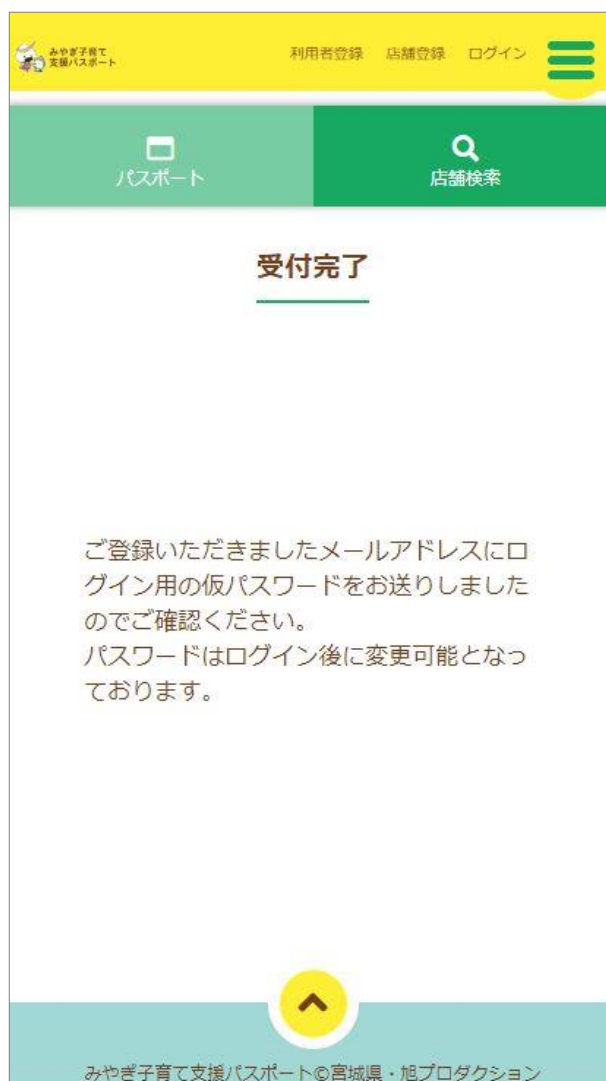 みやぎ子育て
支援パスポート
利用者登録 店舗登録 ログイン
パスポート
店舗検索
受付完了
ご登録いただきましたメールアドレスにロ
グイン用の仮パスワードをお送りしました
のでご確認ください。
パスワードはログイン後に変更可能となっ
ております。
みやぎ子育て支援パスポート©宮城県・旭プロダクション